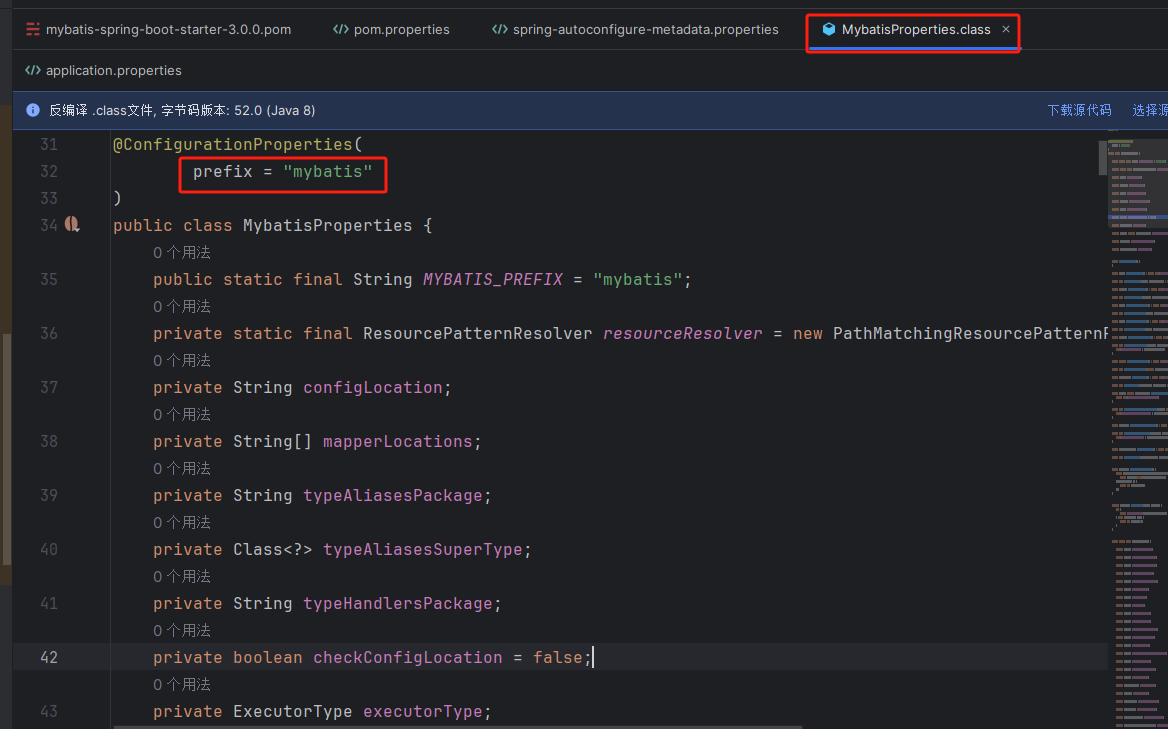 mybatis-spring-boot-starter-3.0.0.pom pom.properties spring-autoconfigure-metadata.properties MybatisProperties.class ×
application.properties
反编译 .class文件, 字节码版本: 52.0 (Java 8) 下载源代码 选择源
31 @ConfigurationProperties(
32 prefix = "mybatis"
33 )
34 public class MybatisProperties {
0 个用法
35 public static final String MYBATIS_PREFIX = "mybatis";
0 个用法
36 private static final ResourcePatternResolver resourceResolver = new PathMatchingResourcePatternR
0 个用法
37 private String configLocation;
0 个用法
38 private String[] mapperLocations;
0 个用法
39 private String typeAliasesPackage;
0 个用法
40 private Class<?> typeAliasesSuperType;
0 个用法
41 private String typeHandlersPackage;
0 个用法
42 private boolean checkConfigLocation = false;
0 个用法
43 private ExecutorType executorType;